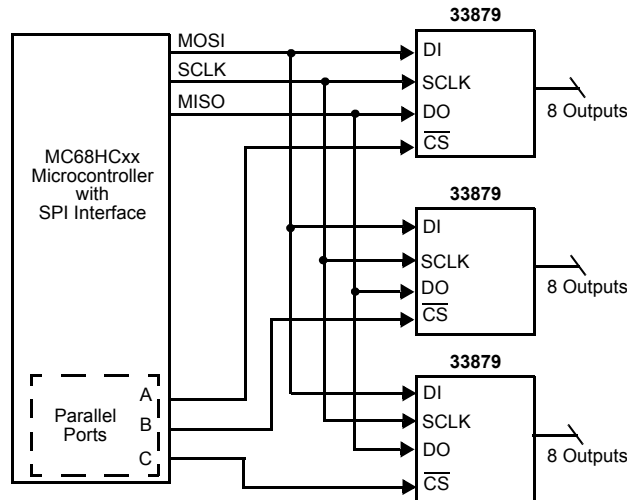 MOSI
SCLK
MISO
MC68HCxx
Microcontroller
with
SPI Interface
Parallel
Ports
A
B
C
33879
DI
SCLK
DO
CS
8 Outputs
33879
DI
SCLK
DO
CS
8 Outputs
33879
DI
SCLK
DO
CS
8 Outputs